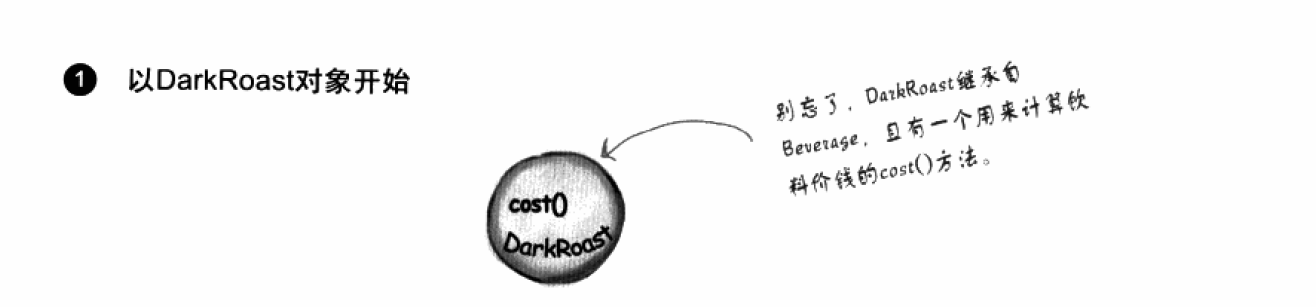 1 以DarkRoast对象开始
别忘了，DarkRoast继承自
Beverage，且有一个用来计算饮
料价钱的cost()方法。
cost()
DarkRoast